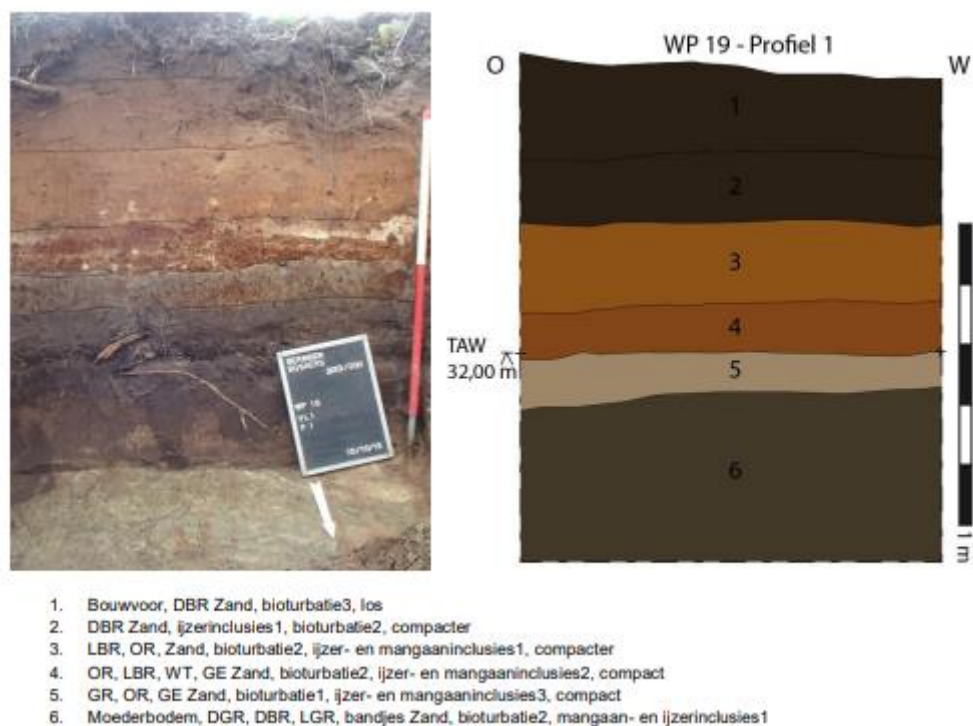 WP 19 - Profiel 1
O
W
1
2
3
4
TAW
32,00 m
5
6
1 m
WP 19
P 1
1. Bouwvoor, DBR Zand, bioturbatie3, los
2. DBR Zand, ijzerinclusies1, bioturbatie2, compacter
3. LBR, OR, Zand, bioturbatie2, ijzer- en mangaaninclusies1, compacter
4. OR, LBR, WT, GE Zand, bioturbatie2, ijzer- en mangaaninclusies2, compact
5. GR, OR, GE Zand, bioturbatie1, ijzer- en mangaaninclusies3, compact
6. Moederbodem, DGR, DBR, LGR, bandjes Zand, bioturbatie2, mangaan- en ijzerinclusies1